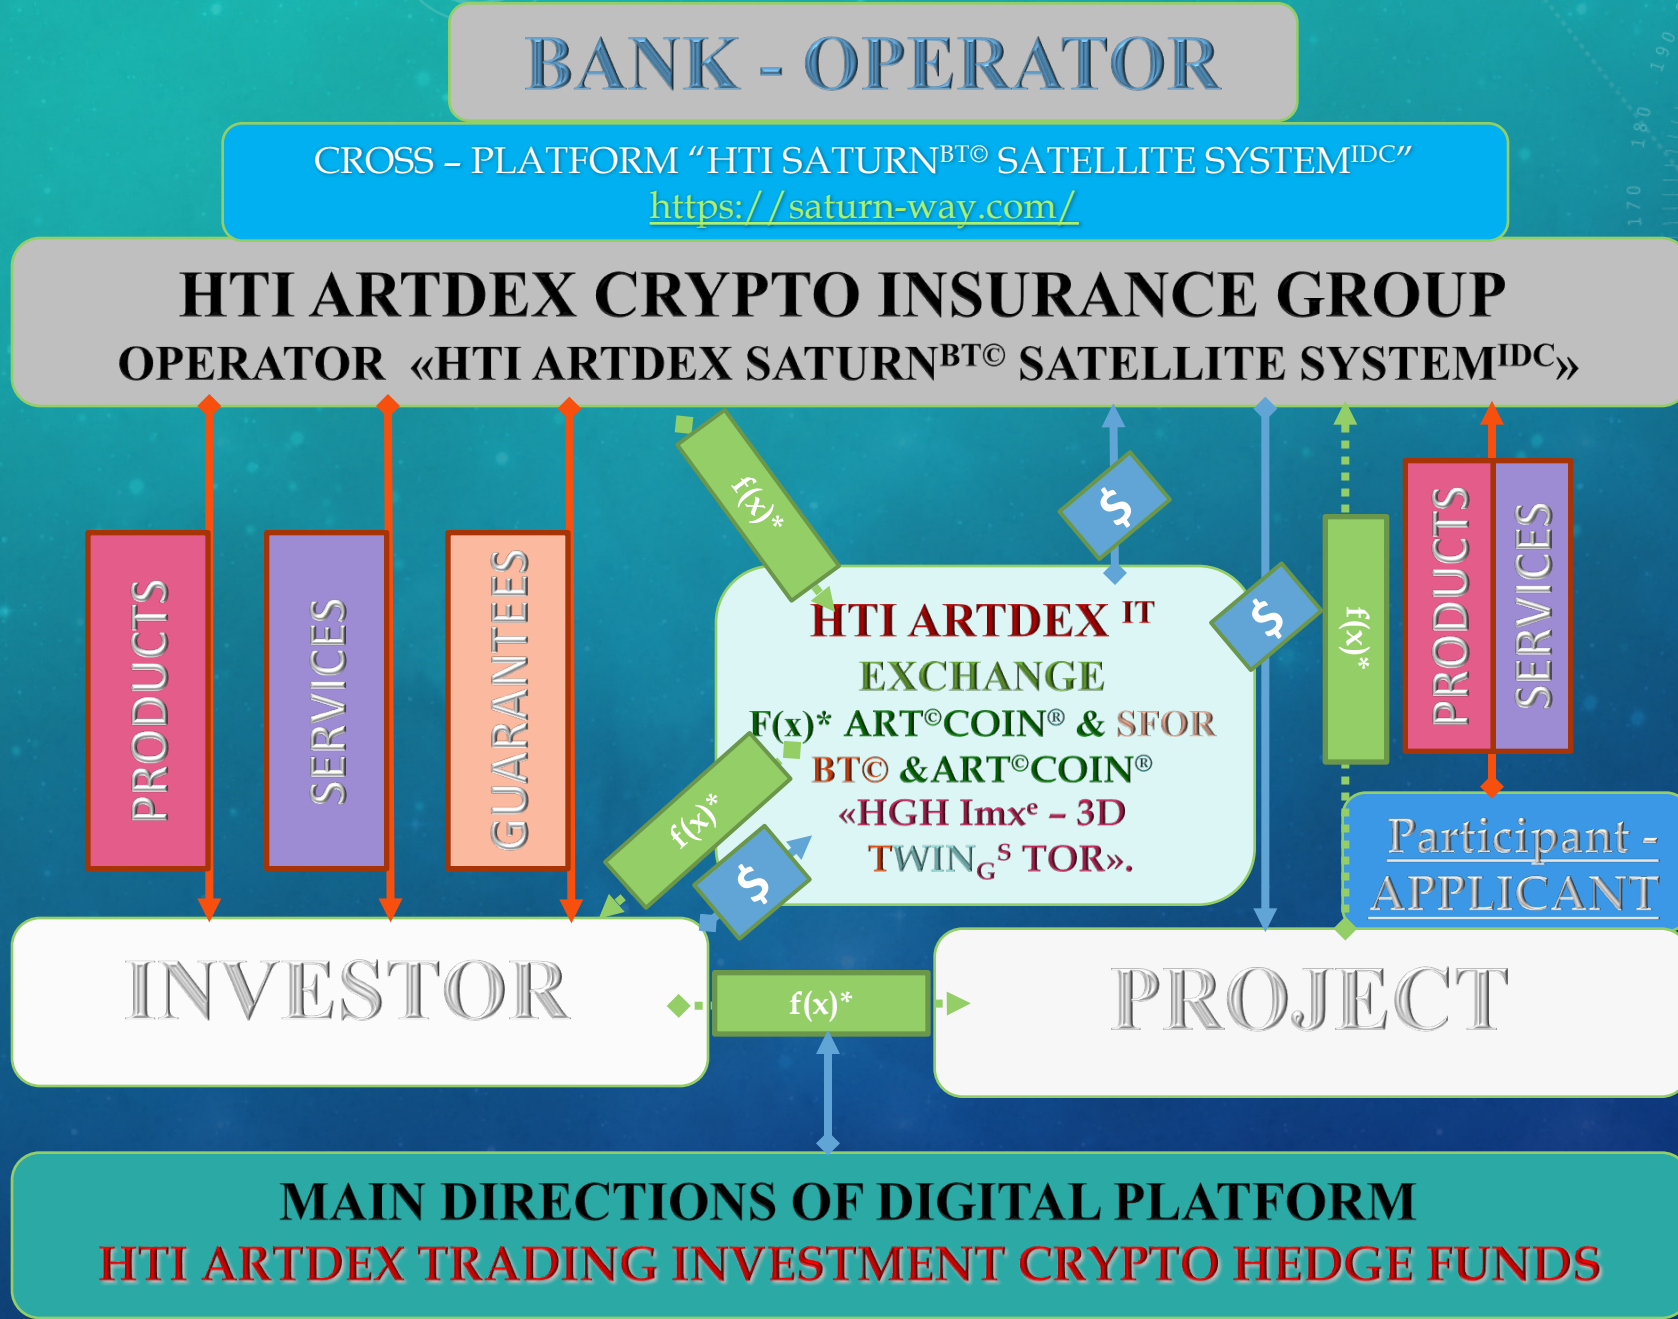 BANK - OPERATOR
CROSS – PLATFORM “HTI SATURNᴮᵀ© SATELLITE SYSTEMᴵᴰᶜ”
https://saturn-way.com/
HTI ARTDEX CRYPTO INSURANCE GROUP
OPERATOR «HTI ARTDEX SATURNᴮᵀ© SATELLITE SYSTEMᴵᴰᶜ»
PRODUCTS
SERVICES
GUARANTEES
f(x)*
$
$
f(x)*
PRODUCTS
SERVICES
HTI ARTDEX ᴵᵀ
EXCHANGE
F(x)* ART©COIN® & SFOR
BT© &ART©COIN®
«HGH Imxᵉ – 3D
TWINGS TOR».
f(x)*
$
Participant -
APPLICANT
INVESTOR
f(x)*
PROJECT
MAIN DIRECTIONS OF DIGITAL PLATFORM
HTI ARTDEX TRADING INVESTMENT CRYPTO HEDGE FUNDS
170 180 190